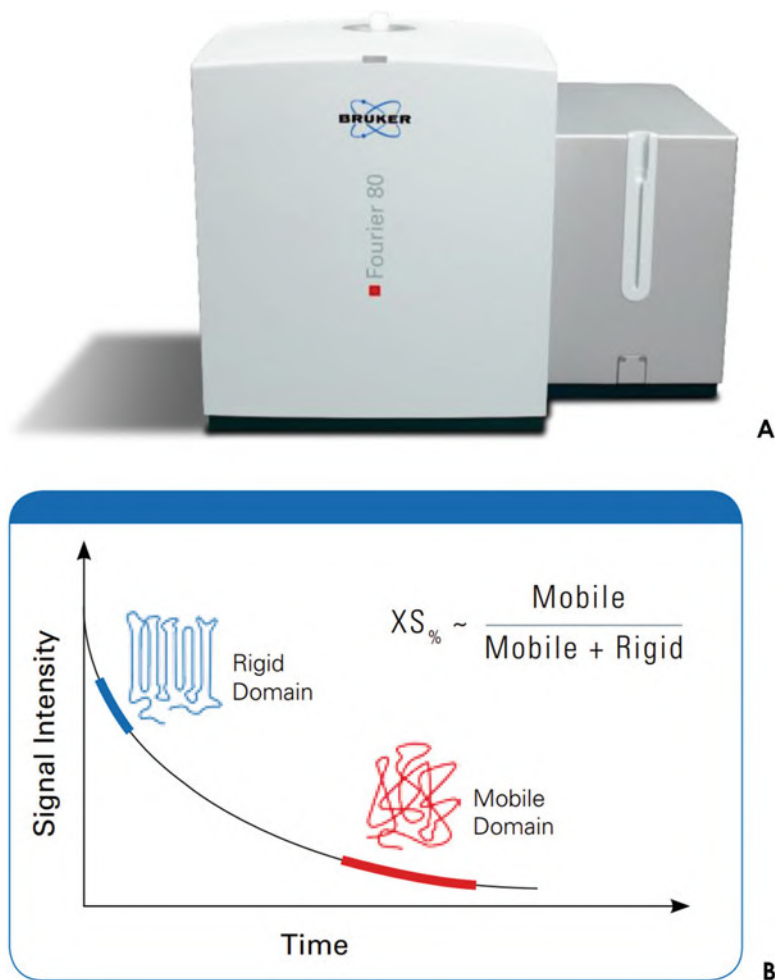 BRUKER
Fourier 80
A
Signal Intensity
Rigid
Domain
XS% ~ Mobile
Mobile + Rigid
Mobile
Domain
Time
B